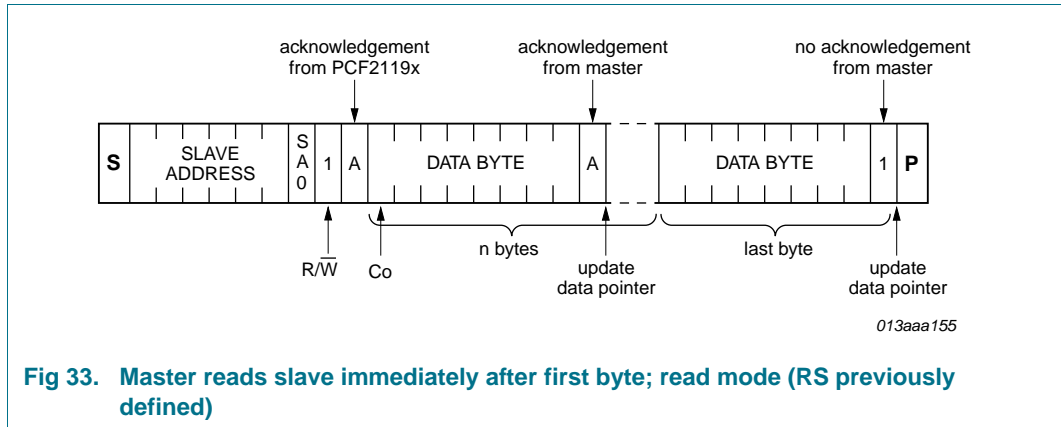 acknowledgement
from PCF2119x
acknowledgement
from master
no acknowledgement
from master
S
SLAVE
ADDRESS
S
A
0
1
A
DATA BYTE
A
DATA BYTE
1
P
R/W̅
Co
n bytes
update
data pointer
last byte
update
data pointer
013aaa155
Fig 33. Master reads slave immediately after first byte; read mode (RS previously
defined)